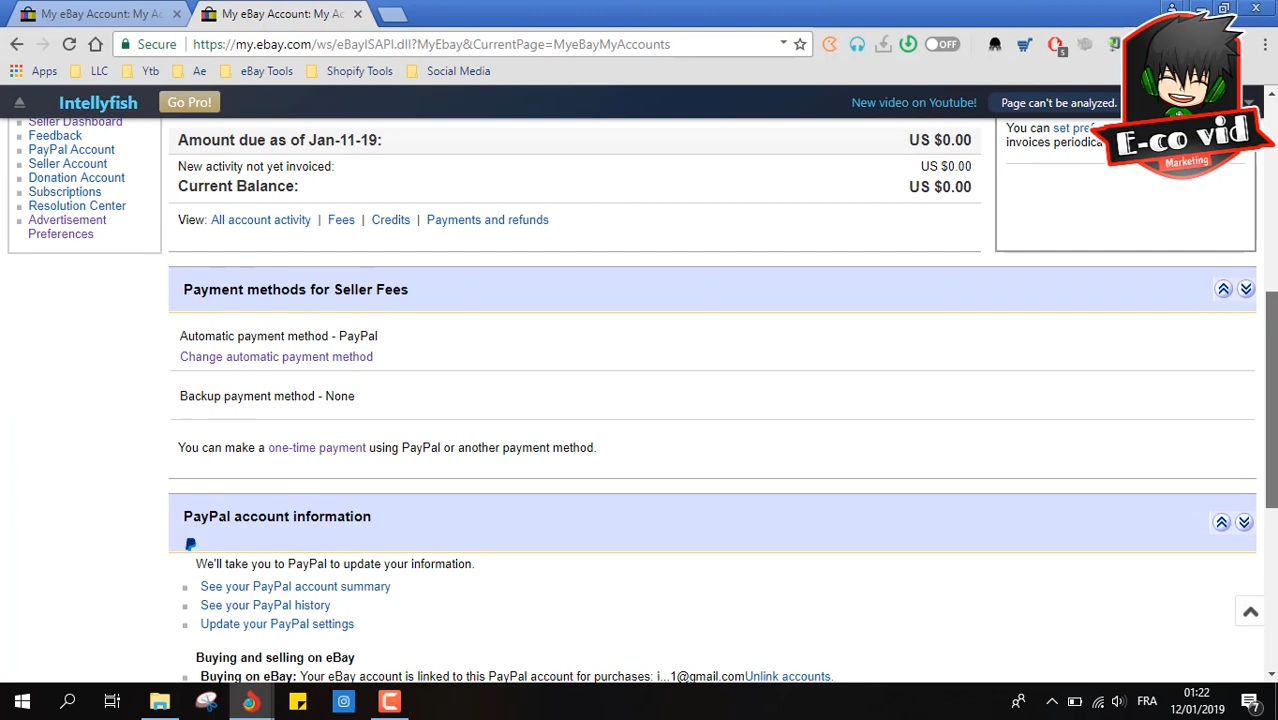 My eBay Account: My Ac
My eBay Account: My Ac
Secure
https://my.ebay.com/ws/eBayISAPI.dll?MyEbay&CurrentPage=MyeBayMyAccounts
OFF
5
Apps
LLC
Ytb
Ae
eBay Tools
Shopify Tools
Social Media
Intellyfish
Go Pro!
New video on Youtube!
Page can't be analyzed.
E-co vid
Marketing
Seller Dashboard
Feedback
PayPal Account
Seller Account
Donation Account
Subscriptions
Resolution Center
Advertisement
Preferences
Amount due as of Jan-11-19:
US $0.00
New activity not yet invoiced:
US $0.00
Current Balance:
US $0.00
View: All account activity | Fees | Credits | Payments and refunds
You can set
invoices
Payment methods for Seller Fees
Automatic payment method - PayPal
Change automatic payment method
Backup payment method - None
You can make a one-time payment using PayPal or another payment method.
PayPal account information
We'll take you to PayPal to update your information.
See your PayPal account summary
See your PayPal history
Update your PayPal settings
Buying and selling on eBay
Buying on eBay: Your eBay account is linked to this PayPal account for purchases: i...1@gmail.comUnlink accounts.
FRA
01:22
12/01/2019
7